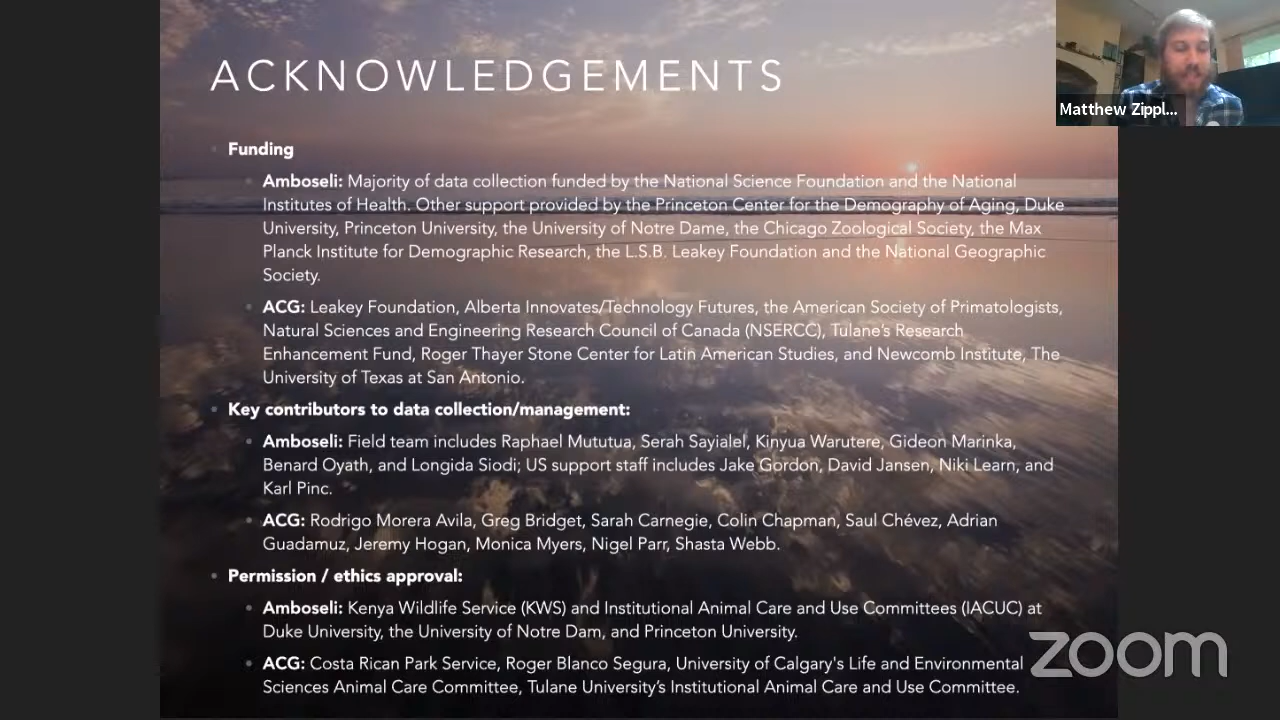 ACKNOWLEDGEMENTS
Matthew Zippl...
Funding
Amboseli: Majority of data collection funded by the National Science Foundation and the National
Institutes of Health. Other support provided by the Princeton Center for the Demography of Aging, Duke
University, Princeton University, the University of Notre Dame, the Chicago Zoological Society, the Max
Planck Institute for Demographic Research, the L.S.B. Leakey Foundation and the National Geographic
Society.
ACG: Leakey Foundation, Alberta Innovates/Technology Futures, the American Society of Primatologists,
Natural Sciences and Engineering Research Council of Canada (NSERCC), Tulane's Research
Enhancement Fund, Roger Thayer Stone Center for Latin American Studies, and Newcomb Institute, The
University of Texas at San Antonio.
Key contributors to data collection/management:
Amboseli: Field team includes Raphael Mututua, Serah Sayialel, Kinyua Warutere, Gideon Marinka,
Benard Oyath, and Longida Siodi; US support staff includes Jake Gordon, David Jansen, Niki Learn, and
Karl Pinc.
ACG: Rodrigo Morera Avila, Greg Bridget, Sarah Carnegie, Colin Chapman, Saul Chévez, Adrian
Guadamuz, Jeremy Hogan, Monica Myers, Nigel Parr, Shasta Webb.
Permission / ethics approval:
Amboseli: Kenya Wildlife Service (KWS) and Institutional Animal Care and Use Committees (IACUC) at
Duke University, the University of Notre Dam, and Princeton University.
ACG: Costa Rican Park Service, Roger Blanco Segura, University of Calgary's Life and Environmental
Sciences Animal Care Committee, Tulane University's Institutional Animal Care and Use Committee.
zoom